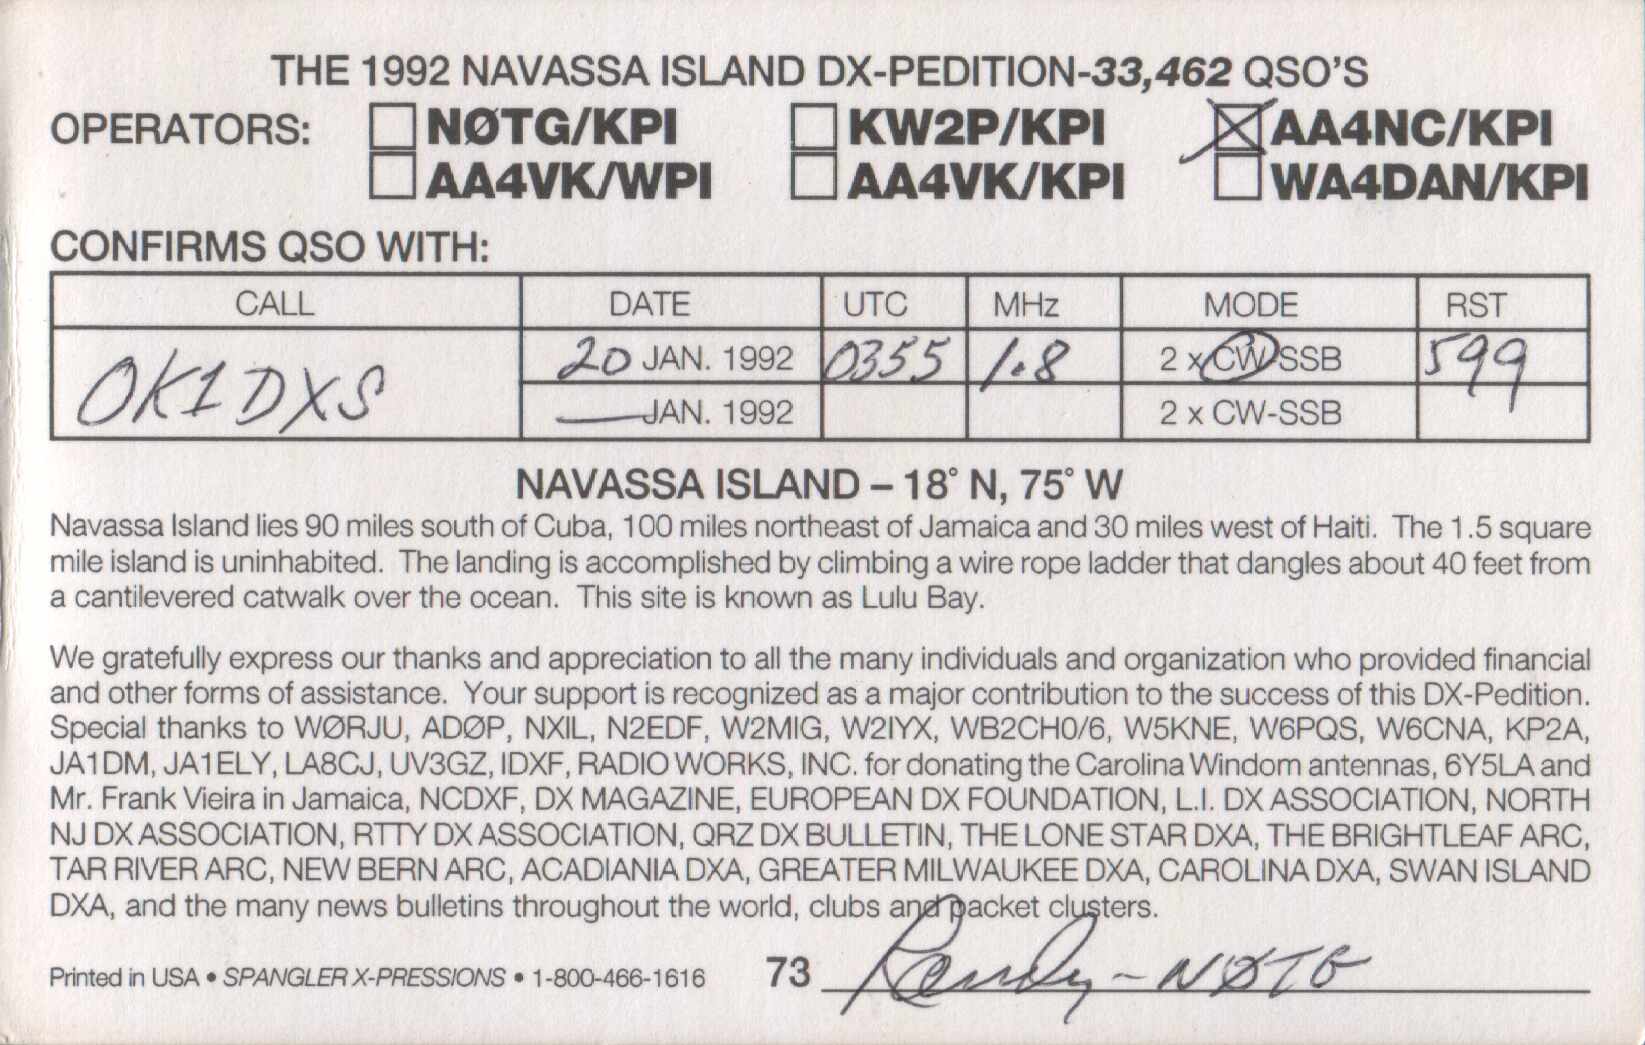 THE 1992 NAVASSA ISLAND DX-PEDITION-33,462 QSO'S
OPERATORS: NØTG/KPI KW2P/KPI AA4NC/KPI
AA4VK/WPI AA4VK/KPI WA4DAN/KPI
CONFIRMS QSO WITH:
CALL DATE UTC MHz MODE RST
OK1DXS 20 JAN. 1992 0355 1.8 2 x CW-SSB 599
JAN. 1992 2 x CW-SSB
NAVASSA ISLAND – 18° N, 75° W
Navassa Island lies 90 miles south of Cuba, 100 miles northeast of Jamaica and 30 miles west of Haiti. The 1.5 square
mile island is uninhabited. The landing is accomplished by climbing a wire rope ladder that dangles about 40 feet from
a cantilevered catwalk over the ocean. This site is known as Lulu Bay.
We gratefully express our thanks and appreciation to all the many individuals and organization who provided financial
and other forms of assistance. Your support is recognized as a major contribution to the success of this DX-Pedition.
Special thanks to WØRJU, ADØP, NXIL, N2EDF, W2MIG, W2IYX, WB2CH0/6, W5KNE, W6PQS, W6CNA, KP2A,
JA1DM, JA1ELY, LA8CJ, UV3GZ, IDXF, RADIO WORKS, INC. for donating the Carolina Windom antennas, 6Y5LA and
Mr. Frank Vieira in Jamaica, NCDXF, DX MAGAZINE, EUROPEAN DX FOUNDATION, L.I. DX ASSOCIATION, NORTH
NJ DX ASSOCIATION, RTTY DX ASSOCIATION, QRZ DX BULLETIN, THE LONE STAR DXA, THE BRIGHTLEAF ARC,
TAR RIVER ARC, NEW BERN ARC, ACADIANIA DXA, GREATER MILWAUKEE DXA, CAROLINA DXA, SWAN ISLAND
DXA, and the many news bulletins throughout the world, clubs and packet clusters.
Printed in USA • SPANGLER X-PRESSIONS • 1-800-466-1616 73 Randy - NØTG